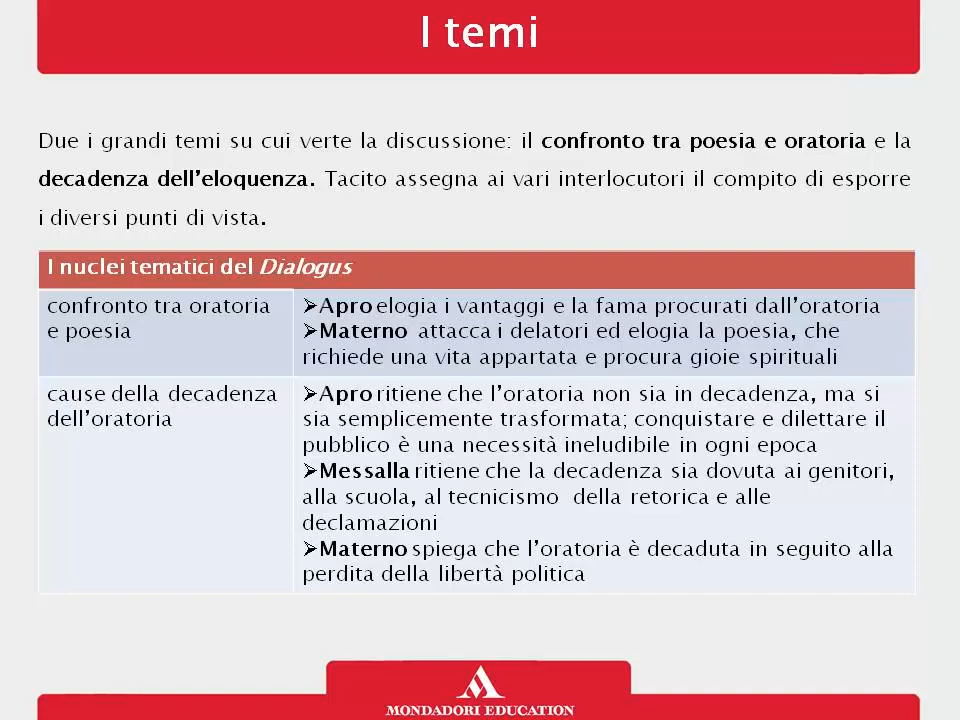 I temi
Due i grandi temi su cui verte la discussione: il confronto tra poesia e oratoria e la
decadenza dell'eloquenza. Tacito assegna ai vari interlocutori il compito di esporre
i diversi punti di vista.
I nuclei tematici del Dialogus
confronto tra oratoria
e poesia
➢Apro elogia i vantaggi e la fama procurati dall'oratoria
➢Materno attacca i delatori ed elogia la poesia, che
richiede una vita appartata e procura gioie spirituali
cause della decadenza
dell'oratoria
➢Apro ritiene che l'oratoria non sia in decadenza, ma si
sia semplicemente trasformata; conquistare e dilettare il
pubblico è una necessità ineludibile in ogni epoca
➢Messalla ritiene che la decadenza sia dovuta ai genitori,
alla scuola, al tecnicismo della retorica e alle
declamazioni
➢Materno spiega che l'oratoria è decaduta in seguito alla
perdita della libertà politica
MONDADORI EDUCATION